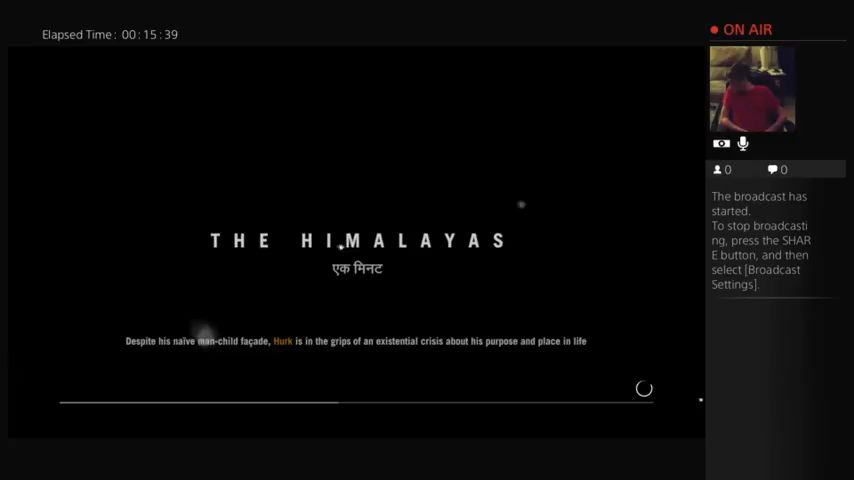 Elapsed Time: 00:15:39
ON AIR
0 0
The broadcast has
started.
To stop broadcasti
ng, press the SHAR
E button, and then
select [Broadcast
Settings].
THE HIMALAYAS
एक मिनट
Despite his naïve man-child façade, Hurk is in the grips of an existential crisis about his purpose and place in life